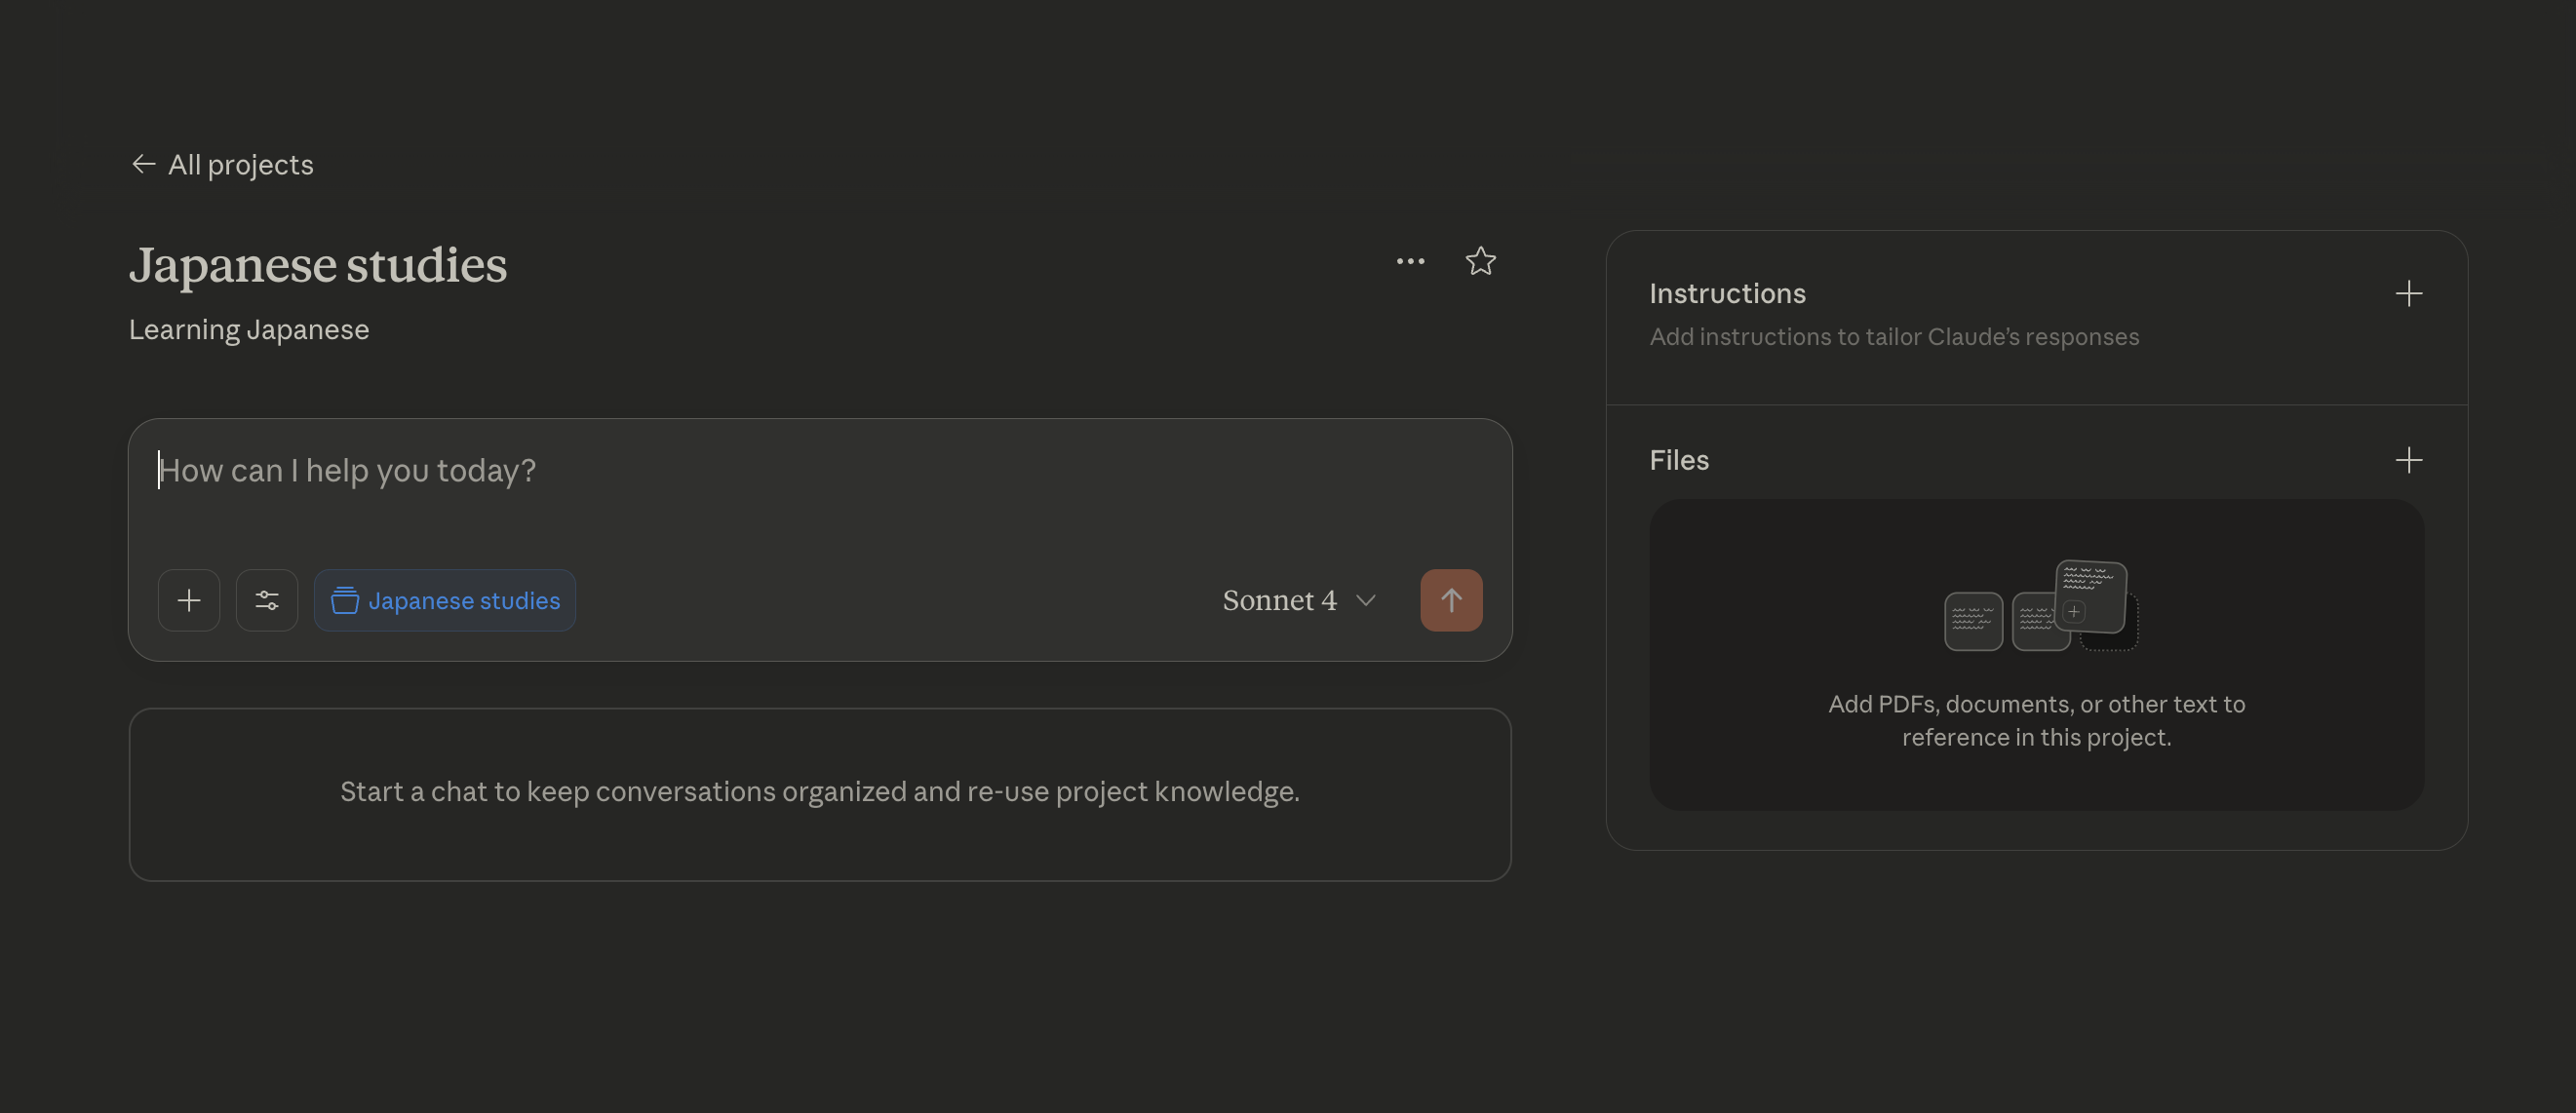 All projects
Japanese studies
Learning Japanese
How can I help you today?
Japanese studies
Sonnet 4
Start a chat to keep conversations organized and re-use project knowledge.
Instructions
Add instructions to tailor Claude’s responses
Files
Add PDFs, documents, or other text to
reference in this project.